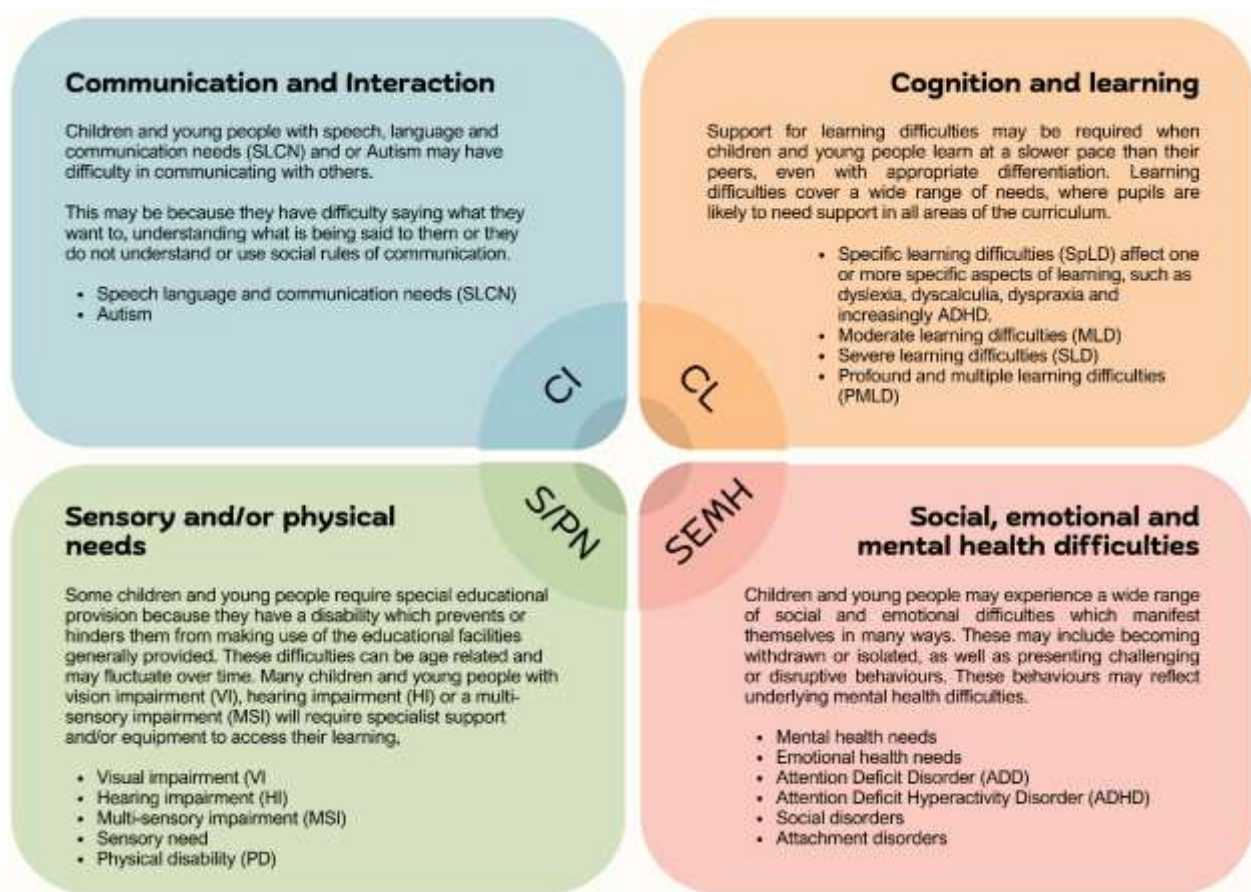 Communication and Interaction
Children and young people with speech, language and
communication needs (SLCN) and or Autism may have
difficulty in communicating with others.
This may be because they have difficulty saying what they
want to, understanding what is being said to them or they
do not understand or use social rules of communication.
• Speech language and communication needs (SLCN)
• Autism
CI
Cognition and learning
Support for learning difficulties may be required when
children and young people learn at a slower pace than their
peers, even with appropriate differentiation. Learning
difficulties cover a wide range of needs, where pupils are
likely to need support in all areas of the curriculum.
• Specific learning difficulties (SpLD) affect one
or more specific aspects of learning, such as
dyslexia, dyscalculia, dyspraxia and
increasingly ADHD.
• Moderate learning difficulties (MLD)
• Severe learning difficulties (SLD)
• Profound and multiple learning difficulties
(PMLD)
CL
Sensory and/or physical
needs
Some children and young people require special educational
provision because they have a disability which prevents or
hinders them from making use of the educational facilities
generally provided. These difficulties can be age related and
may fluctuate over time. Many children and young people with
vision impairment (VI), hearing impairment (HI) or a multi-
sensory impairment (MSI) will require specialist support
and/or equipment to access their learning.
• Visual impairment (VI
• Hearing impairment (HI)
• Multi-sensory impairment (MSI)
• Sensory need
• Physical disability (PD)
S/PN
Social, emotional and
mental health difficulties
Children and young people may experience a wide range
of social and emotional difficulties which manifest
themselves in many ways. These may include becoming
withdrawn or isolated, as well as presenting challenging
or disruptive behaviours. These behaviours may reflect
underlying mental health difficulties.
• Mental health needs
• Emotional health needs
• Attention Deficit Disorder (ADD)
• Attention Deficit Hyperactivity Disorder (ADHD)
• Social disorders
• Attachment disorders
SEMH